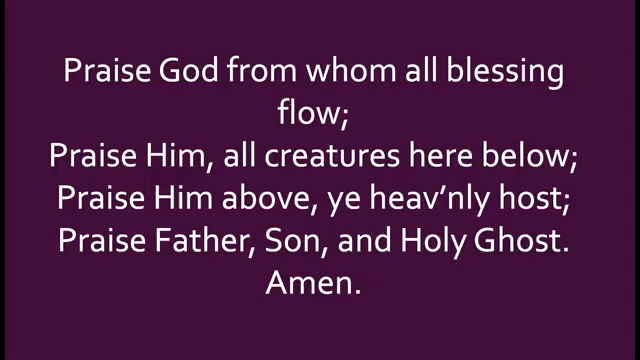 Praise God from whom all blessing
flow;
Praise Him, all creatures here below;
Praise Him above, ye heav’nly host;
Praise Father, Son, and Holy Ghost.
Amen.